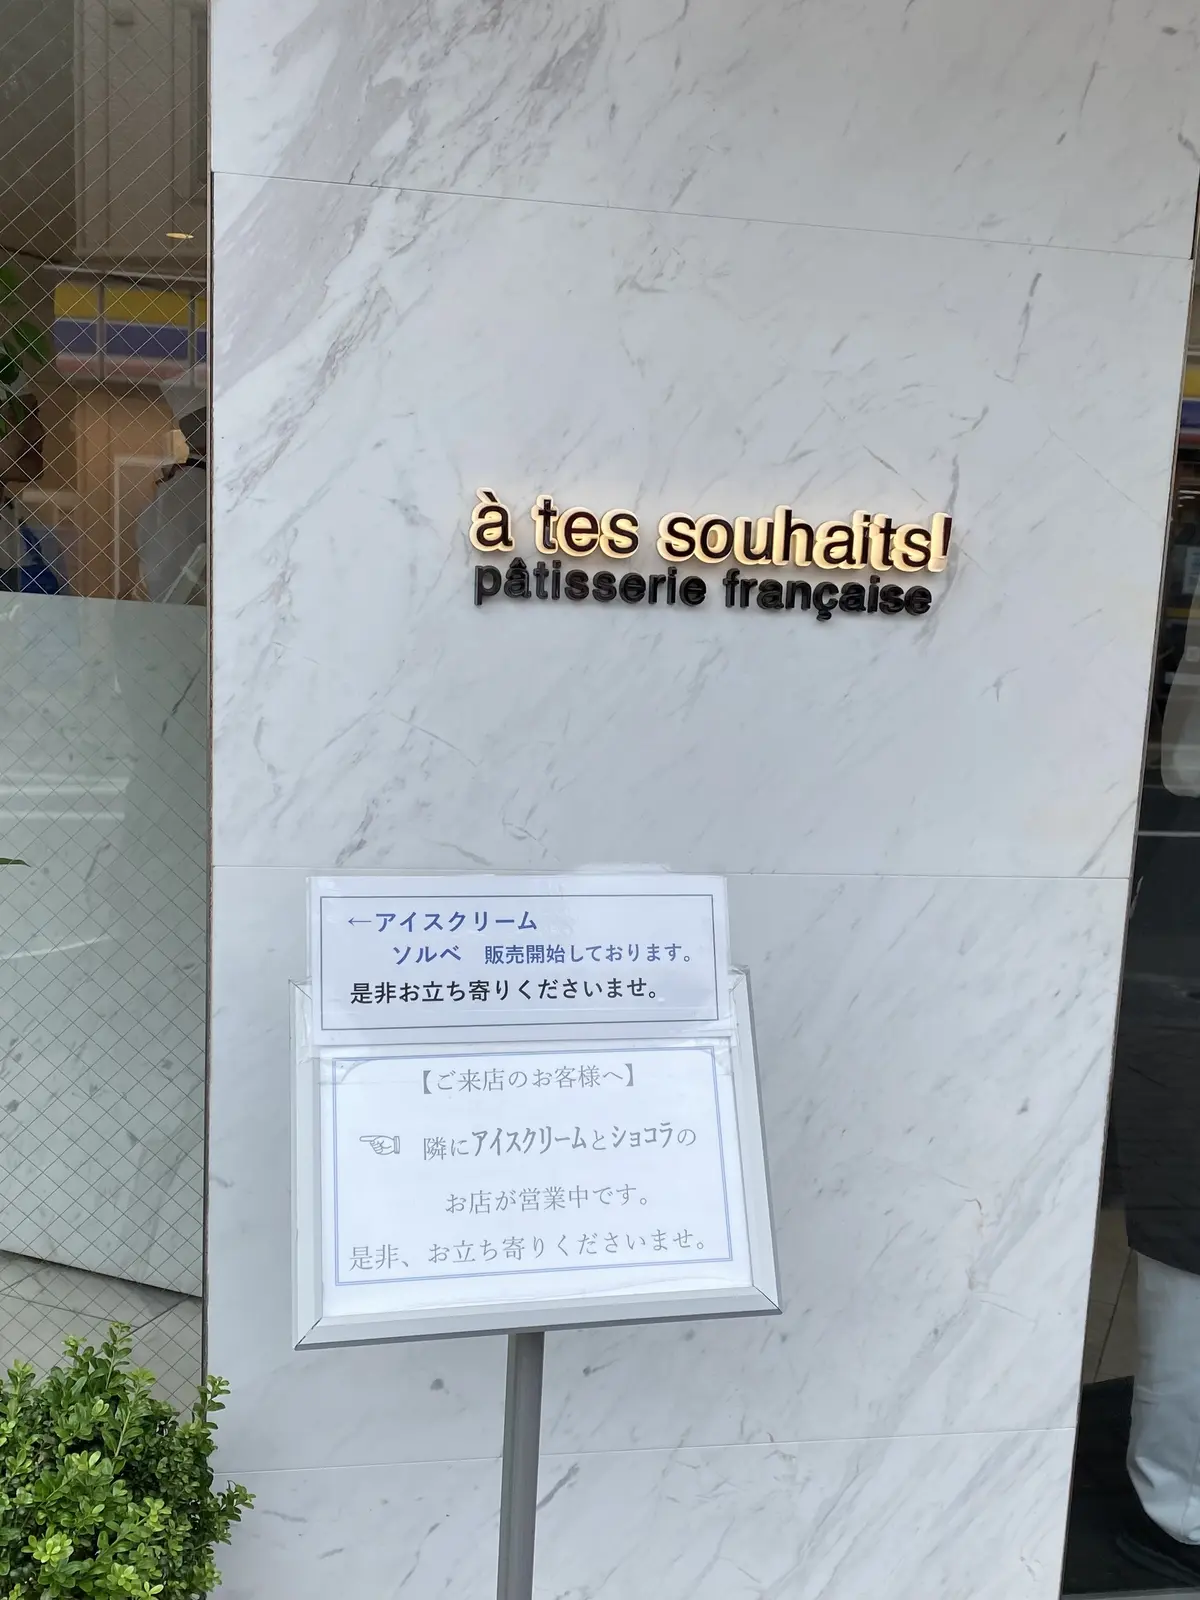 à tes souhaits!
pâtisserie française
←アイスクリーム
ソルベ 販売開始しております。
是非お立ち寄りくださいませ。
【ご来店のお客様へ】
☜ 隣にアイスクリームとショコラの
お店が営業中です。
是非、お立ち寄りくださいませ。